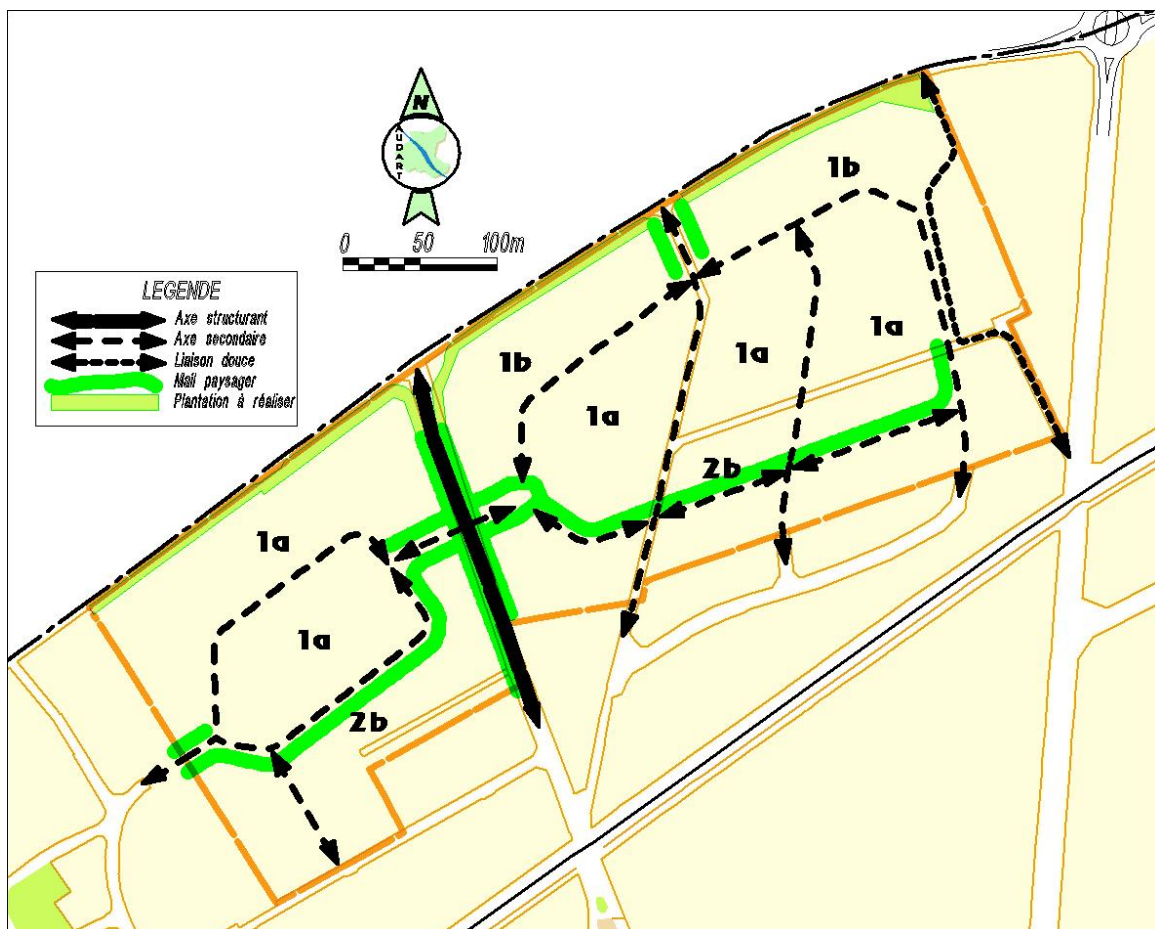 N
AUDART
0 50 100m
LEGENDE
Axe structurant
Axe secondaire
Liaison douce
Mail paysager
Plantation à réaliser
1b
1b
1a
1a
1a
2b
1a
1a
2b